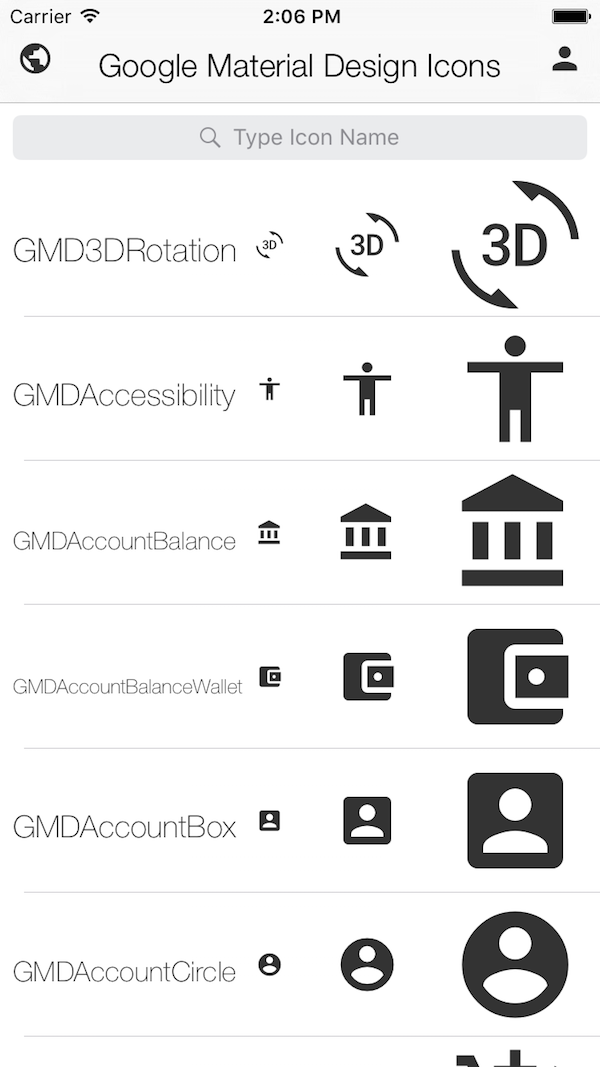 Carrier 2:06 PM
Google Material Design Icons
Type Icon Name
GMD3DRotation 3D 3D 3D
GMDAccessibility
GMDAccountBalance
GMDAccountBalanceWallet
GMDAccountBox
GMDAccountCircle